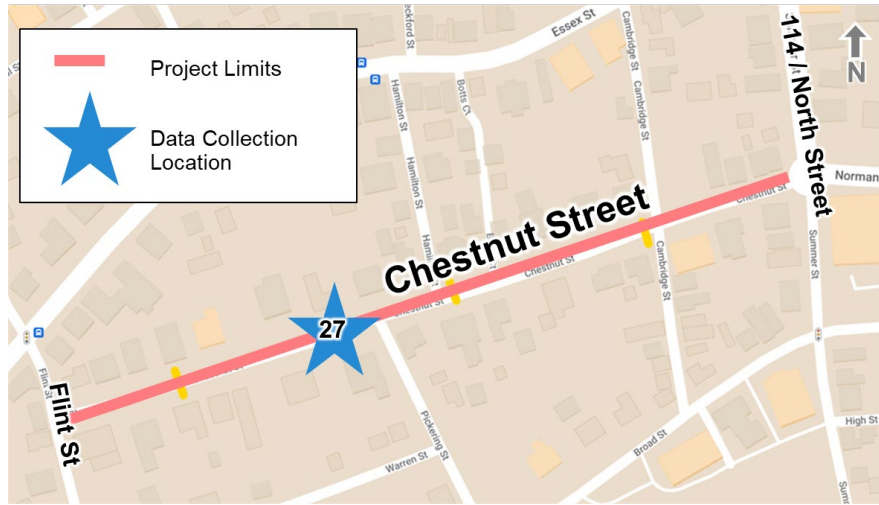 Project Limits
Data Collection
Location
Essex St
Cambridge St
Cambridge St
114 / North Street
N
Hamilton St
Hamilton St
Botts Ct
Norman
Chestnut St
Chestnut Street
Chestnut St
Chestnut St
Cambridge St
Summer St
27
Flint St
Flint St
Pickering St
Warren St
Broad St
High St